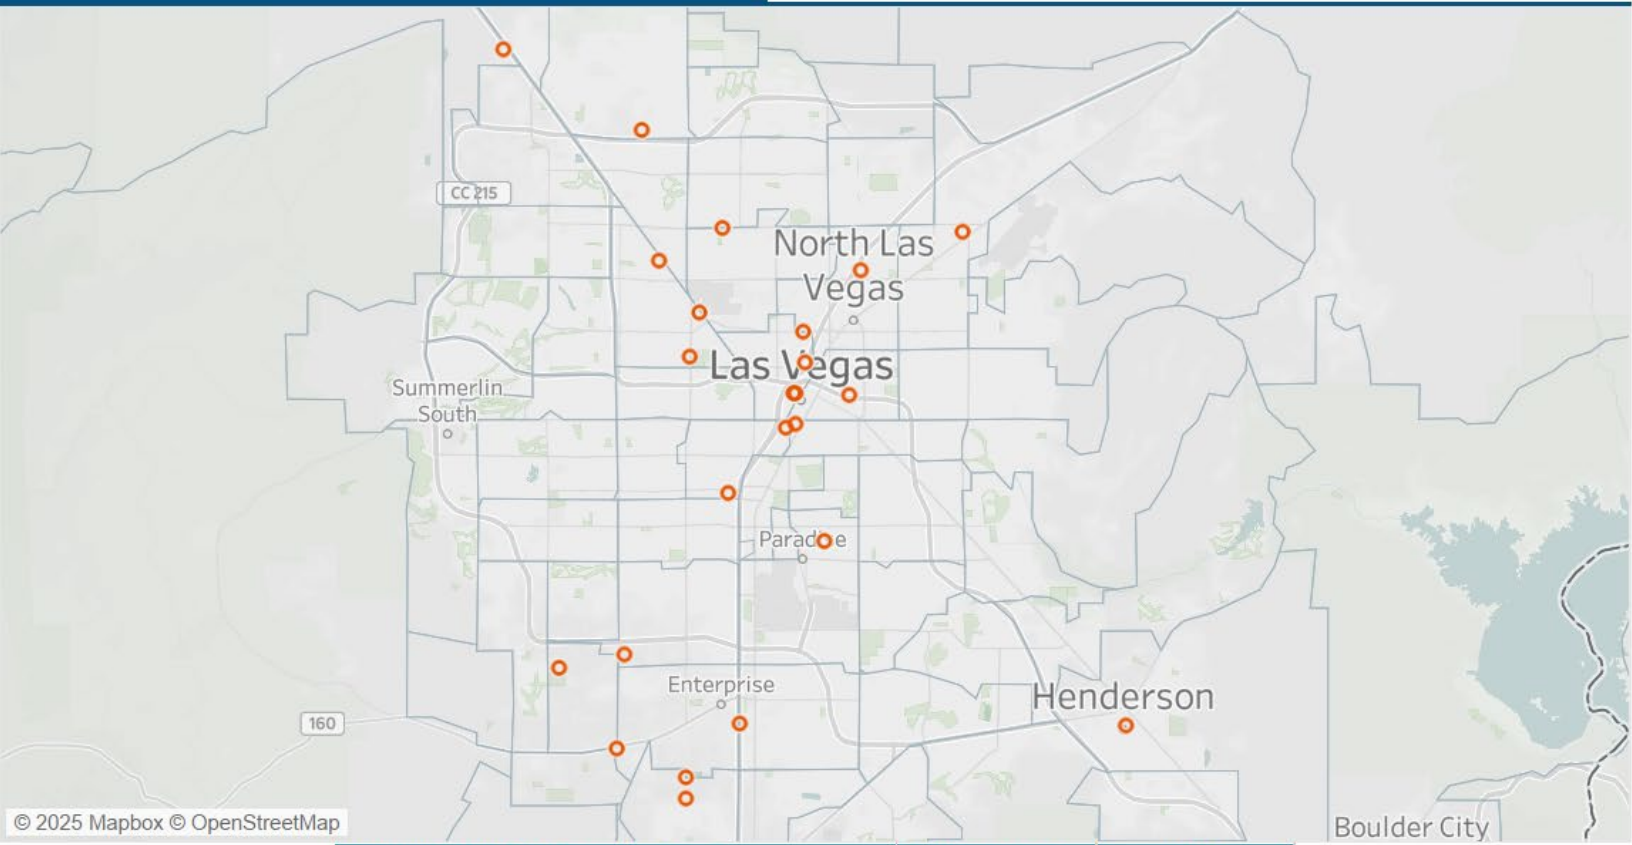 CC 215
North Las
Vegas
Las Vegas
Summerlin
South
Paradise
Enterprise
Henderson
160
© 2025 Mapbox © OpenStreetMap
Boulder City